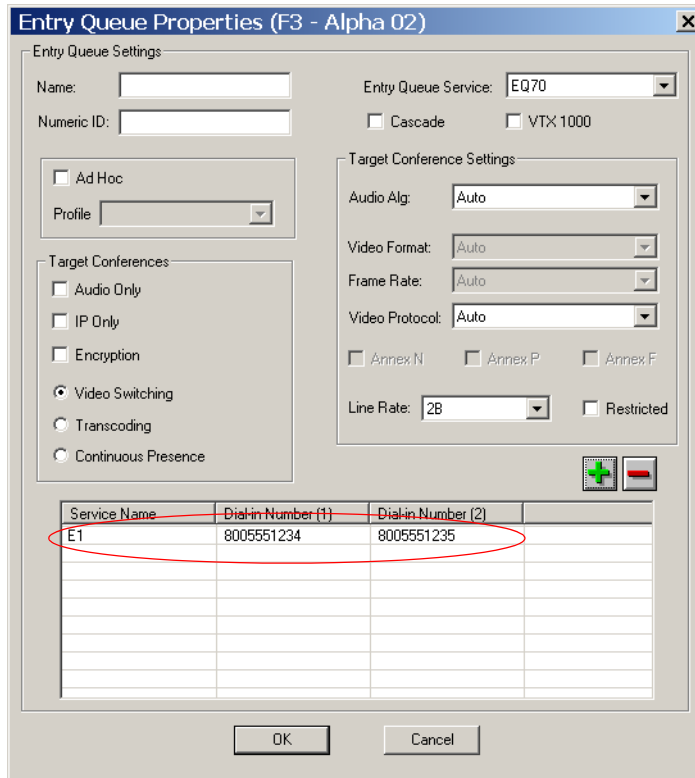 Entry Queue Properties (F3 - Alpha 02)
Entry Queue Settings
Name:
Entry Queue Service: EQ70
Numeric ID:
Cascade
VTX 1000
Ad Hoc
Profile
Target Conferences
Audio Only
IP Only
Encryption
Video Switching
Transcoding
Continuous Presence
Target Conference Settings
Audio Alg: Auto
Video Format: Auto
Frame Rate: Auto
Video Protocol: Auto
Annex N
Annex P
Annex F
Line Rate: 2B
Restricted
Service Name Dial-in Number (1) Dial-in Number (2)
E1 8005551234 8005551235
OK
Cancel